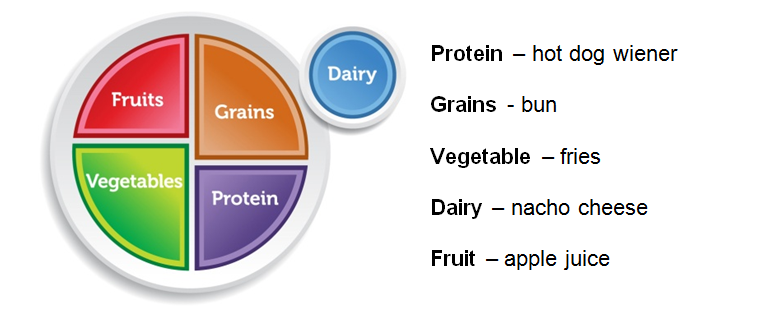 Fruits
Grains
Dairy
Vegetables
Protein
Protein – hot dog wiener
Grains - bun
Vegetable – fries
Dairy – nacho cheese
Fruit – apple juice